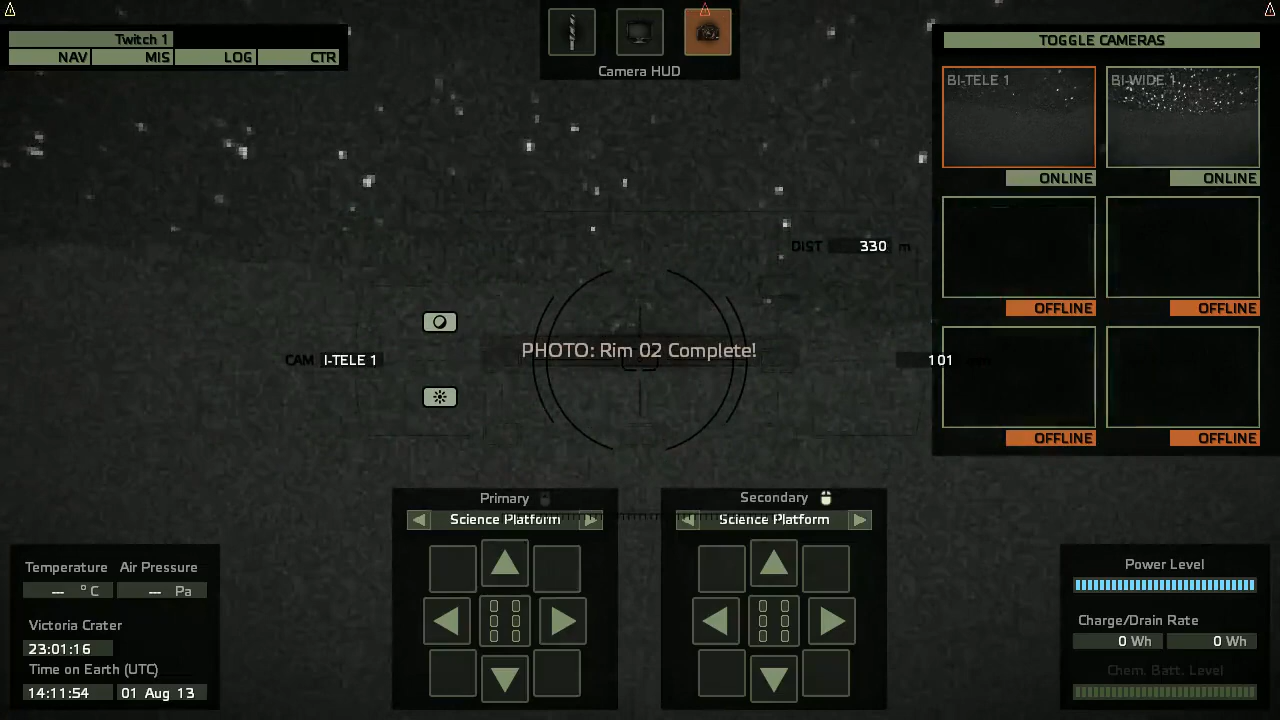 Twitch 1
NAV MIS LOG CTR
Camera HUD
TOGGLE CAMERAS
BI-TELE 1 BI-WIDE 1
ONLINE ONLINE
DIST 330 m
OFFLINE OFFLINE
PHOTO: Rim 02 Complete!
CAM I-TELE 1 101
OFFLINE OFFLINE
Primary Secondary
Science Platform Science Platform
Temperature Air Pressure
-- °C -- Pa
Victoria Crater
23:01:16
Time on Earth (UTC)
14:11:54 01 Aug 13
Power Level
Charge/Drain Rate
0 Wh 0 Wh
Chem. Batt. Level